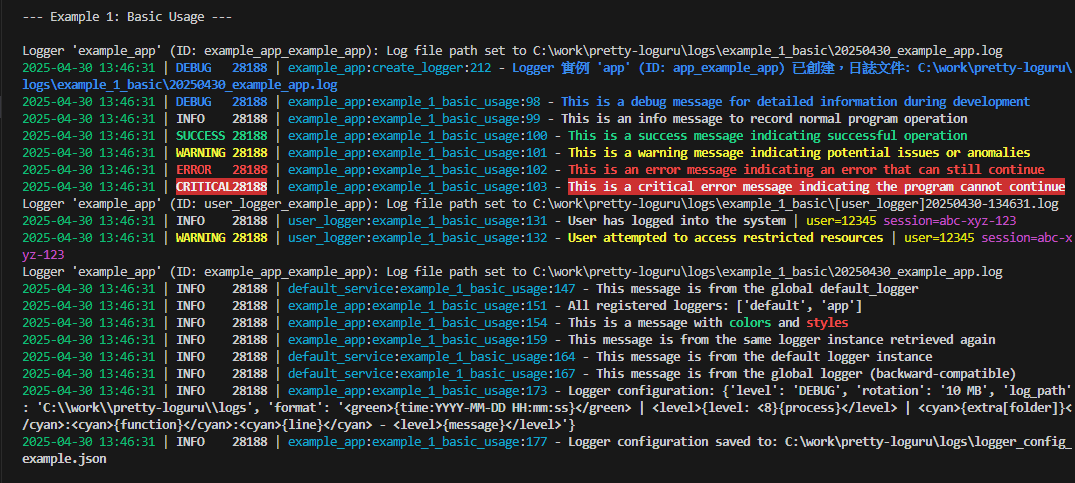 --- Example 1: Basic Usage ---
Logger 'example_app' (ID: example_app_example_app): Log file path set to C:\work\pretty-loguru\logs\example_1_basic\20250430_example_app.log
2025-04-30 13:46:31 | DEBUG   28188 | example_app:create_logger:212 - Logger 實例 'app' (ID: app_example_app) 已創建，日誌文件: C:\work\pretty-loguru\
logs\example_1_basic\20250430_example_app.log
2025-04-30 13:46:31 | DEBUG   28188 | example_app:example_1_basic_usage:98 - This is a debug message for detailed information during development
2025-04-30 13:46:31 | INFO    28188 | example_app:example_1_basic_usage:99 - This is an info message to record normal program operation
2025-04-30 13:46:31 | SUCCESS 28188 | example_app:example_1_basic_usage:100 - This is a success message indicating successful operation
2025-04-30 13:46:31 | WARNING 28188 | example_app:example_1_basic_usage:101 - This is a warning message indicating potential issues or anomalies
2025-04-30 13:46:31 | ERROR   28188 | example_app:example_1_basic_usage:102 - This is an error message indicating an error that can still continue
2025-04-30 13:46:31 | CRITICAL28188 | example_app:example_1_basic_usage:103 - This is a critical error message indicating the program cannot continue
Logger 'example_app' (ID: user_logger_example_app): Log file path set to C:\work\pretty-loguru\logs\example_1_basic\[user_logger]20250430-134631.log
2025-04-30 13:46:31 | INFO    28188 | user_logger:example_1_basic_usage:131 - User has logged into the system | user=12345 session=abc-xyz-123
2025-04-30 13:46:31 | WARNING 28188 | user_logger:example_1_basic_usage:132 - User attempted to access restricted resources | user=12345 session=abc-x
yz-123
Logger 'example_app' (ID: example_app_example_app): Log file path set to C:\work\pretty-loguru\logs\example_1_basic\20250430_example_app.log
2025-04-30 13:46:31 | INFO    28188 | default_service:example_1_basic_usage:147 - This message is from the global default_logger
2025-04-30 13:46:31 | INFO    28188 | example_app:example_1_basic_usage:151 - All registered loggers: ['default', 'app']
2025-04-30 13:46:31 | INFO    28188 | example_app:example_1_basic_usage:154 - This is a message with colors and styles
2025-04-30 13:46:31 | INFO    28188 | example_app:example_1_basic_usage:159 - This message is from the same logger instance retrieved again
2025-04-30 13:46:31 | INFO    28188 | default_service:example_1_basic_usage:164 - This message is from the default logger instance
2025-04-30 13:46:31 | INFO    28188 | default_service:example_1_basic_usage:167 - This message is from the global logger (backward-compatible)
2025-04-30 13:46:31 | INFO    28188 | example_app:example_1_basic_usage:173 - Logger configuration: {'level': 'DEBUG', 'rotation': '10 MB', 'log_path'
: 'C:\\work\\pretty-loguru\\logs', 'format': '<green>{time:YYYY-MM-DD HH:mm:ss}</green> | <level>{level: <8}{process}</level> | <cyan>{extra[folder]}<
/cyan>:<cyan>{function}</cyan>:<cyan>{line}</cyan> - <level>{message}</level>'}
2025-04-30 13:46:31 | INFO    28188 | example_app:example_1_basic_usage:177 - Logger configuration saved to: C:\work\pretty-loguru\logs\logger_config_
example.json